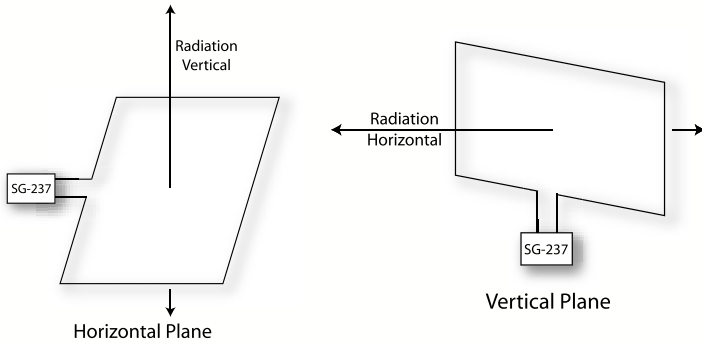 Radiation
Vertical
SG-237
Horizontal Plane
Radiation
Horizontal
SG-237
Vertical Plane